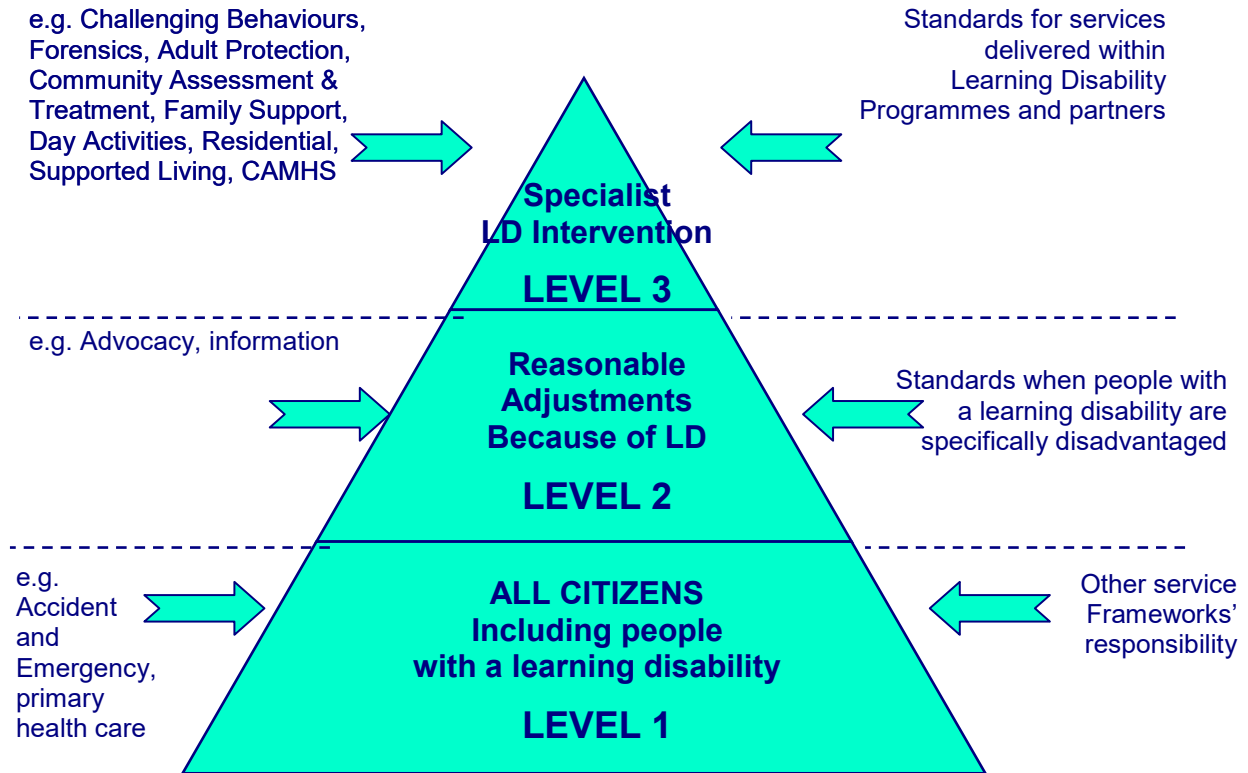 e.g. Challenging Behaviours,
Forensics, Adult Protection,
Community Assessment &
Treatment, Family Support,
Day Activities, Residential,
Supported Living, CAMHS
Standards for services
delivered within
Learning Disability
Programmes and partners
Specialist
LD Intervention
LEVEL 3
e.g. Advocacy, information
Reasonable
Adjustments
Because of LD
LEVEL 2
Standards when people with
a learning disability are
specifically disadvantaged
e.g.
Accident
and
Emergency,
primary
health care
ALL CITIZENS
Including people
with a learning disability
LEVEL 1
Other service
Frameworks’
responsibility